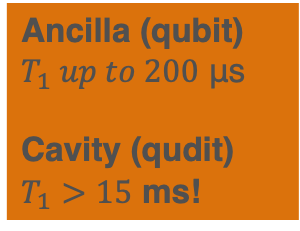 Ancilla (qubit)
T₁ up to 200 μs
Cavity (qudit)
T₁ > 15 ms!